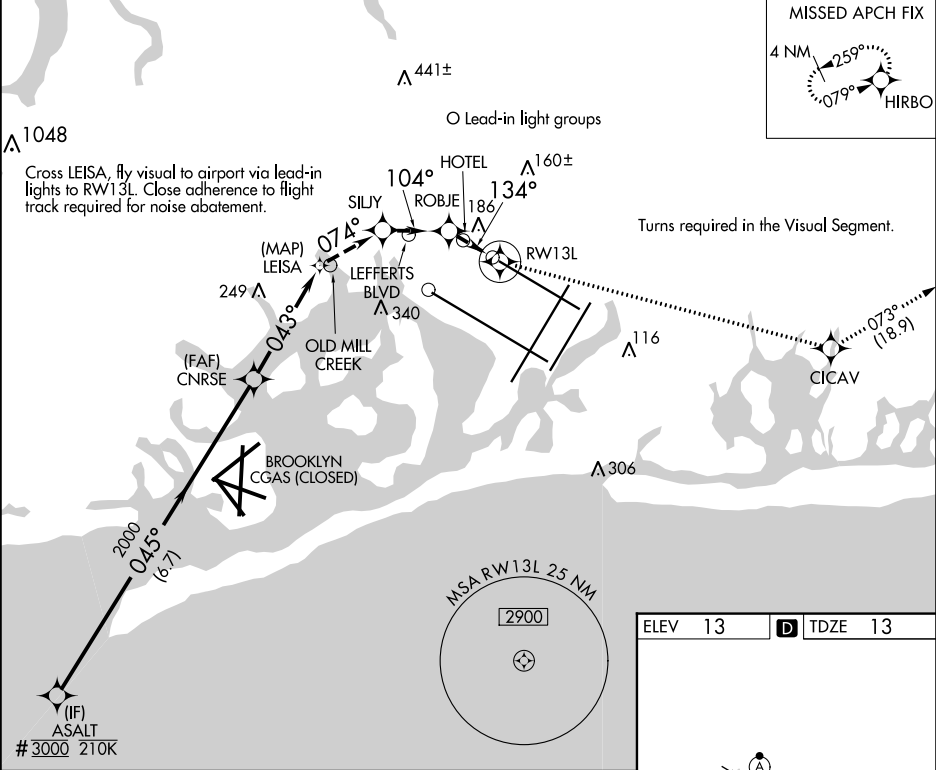 MISSED APCH FIX
4 NM
259°
079°
HIRBO
441±
1048
O Lead-in light groups
Cross LEISA, fly visual to airport via lead-in
lights to RW13L. Close adherence to flight
track required for noise abatement.
HOTEL
160±
104°
134°
SILJY
ROBJE
186
Turns required in the Visual Segment.
074°
(MAP)
LEISA
RW13L
LEFFERTS
BLVD
249
340
043°
OLD MILL
CREEK
116
073°
(18.9)
CICAV
(FAF)
CNRSE
BROOKLYN
CGAS (CLOSED)
306
2000
045°
(6.7)
MSA RW13L 25 NM
2900
ELEV 13 D TDZE 13
(IF)
ASALT
# 3000 210K
A